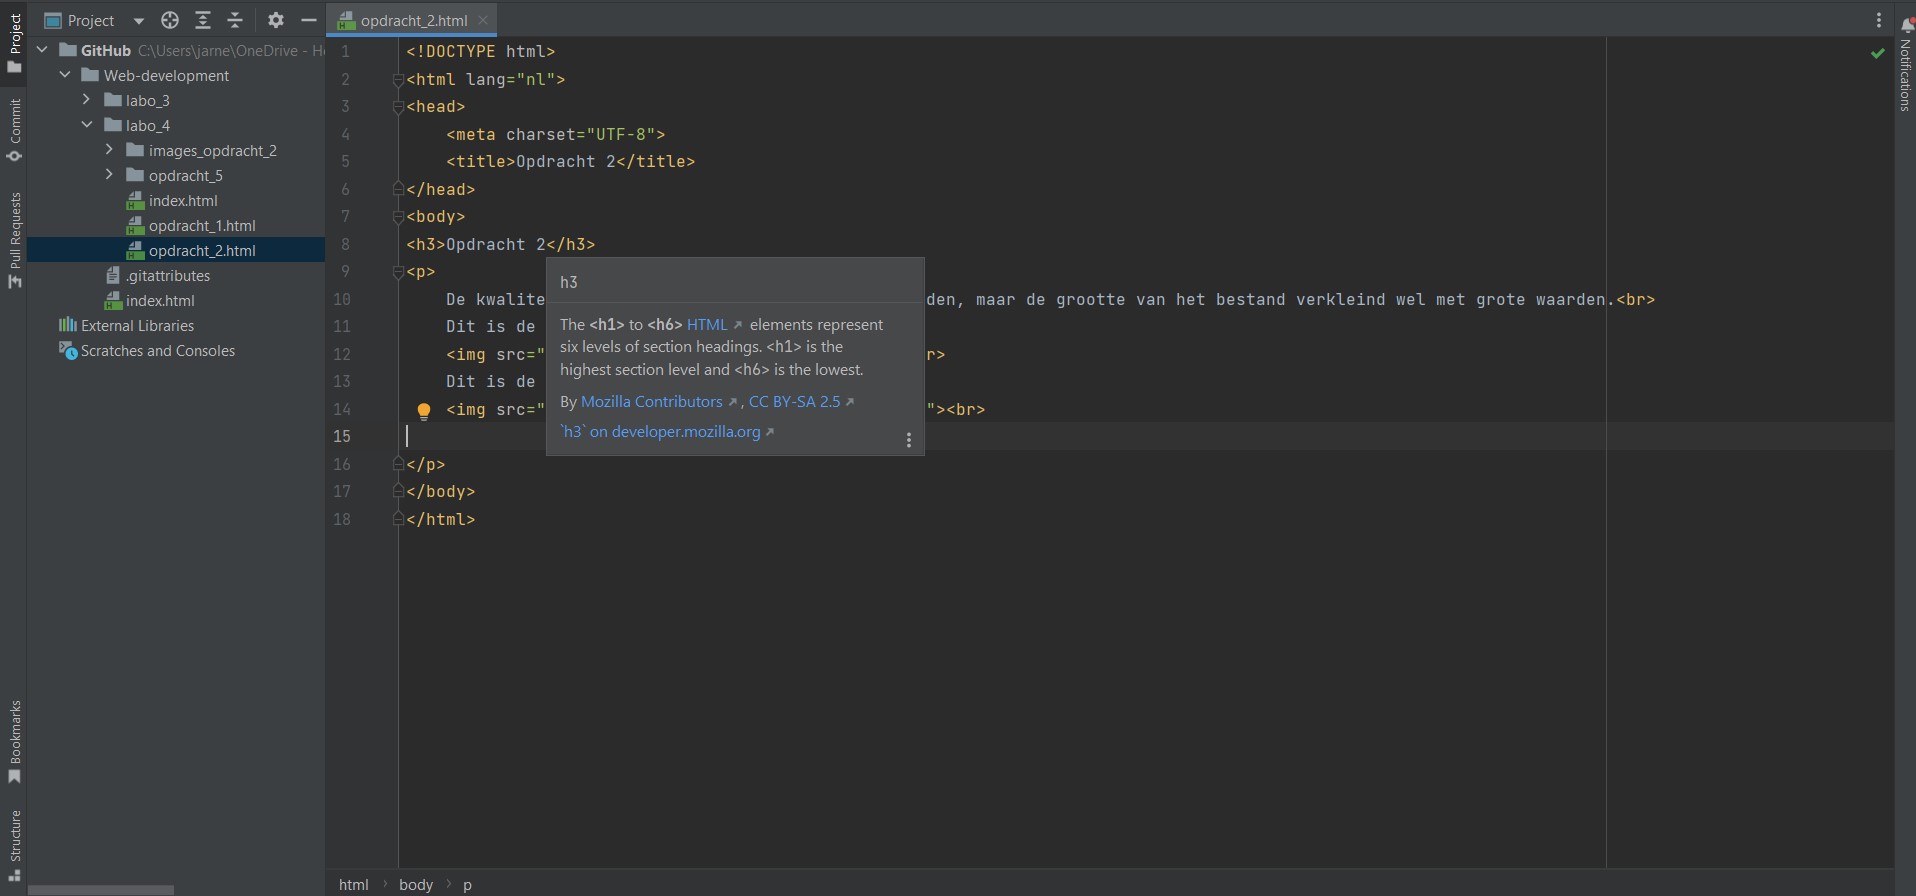 Project
opdracht_2.html
GitHub C:\Users\jarne\OneDrive - H
Web-development
labo_3
labo_4
images_opdracht_2
opdracht_5
index.html
opdracht_1.html
opdracht_2.html
.gitattributes
index.html
External Libraries
Scratches and Consoles
Project
Commit
Pull Requests
Bookmarks
Structure
1 <!DOCTYPE html>
2 <html lang="nl">
3 <head>
4 <meta charset="UTF-8">
5 <title>Opdracht 2</title>
6 </head>
7 <body>
8 <h3>Opdracht 2</h3>
9 <p>
10 De kwalite den, maar de grootte van het bestand verkleind wel met grote waarden.<br>
11 Dit is de
12 <img src=" r>
13 Dit is de
14 <img src=" "><br>
15
16 </p>
17 </body>
18 </html>
h3
The <h1> to <h6> HTML elements represent
six levels of section headings. <h1> is the
highest section level and <h6> is the lowest.
By Mozilla Contributors , CC BY-SA 2.5
`h3` on developer.mozilla.org
Notifications
html body p